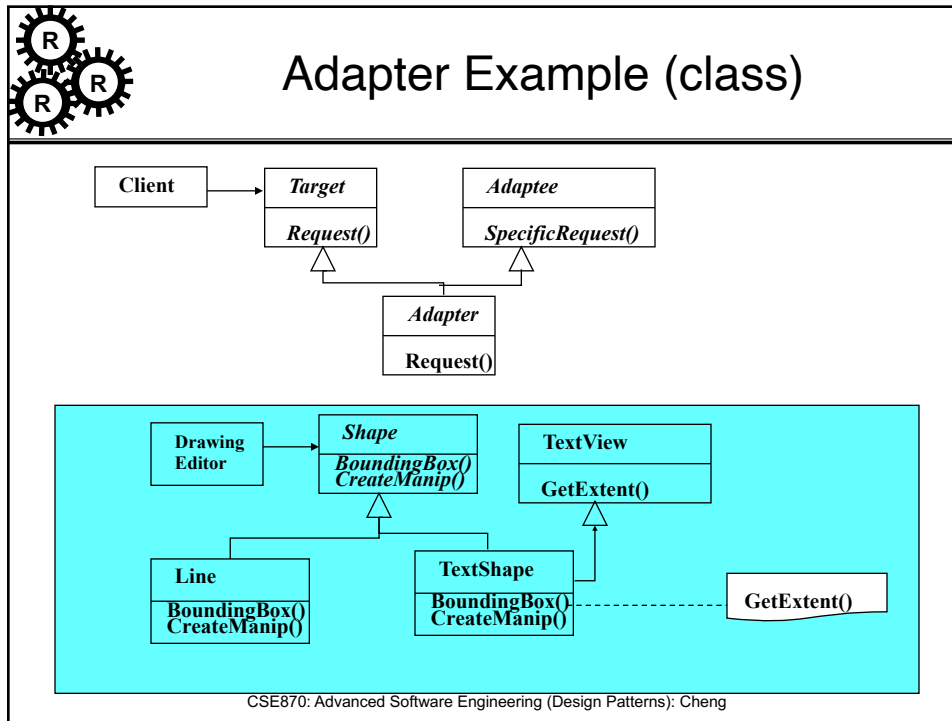 R
R
R
Adapter Example (class)
Client
Target
Request()
Adaptee
SpecificRequest()
Adapter
Request()
Drawing
Editor
Shape
BoundingBox()
CreateManip()
TextView
GetExtent()
Line
BoundingBox()
CreateManip()
TextShape
BoundingBox()
CreateManip()
GetExtent()
CSE870: Advanced Software Engineering (Design Patterns): Cheng